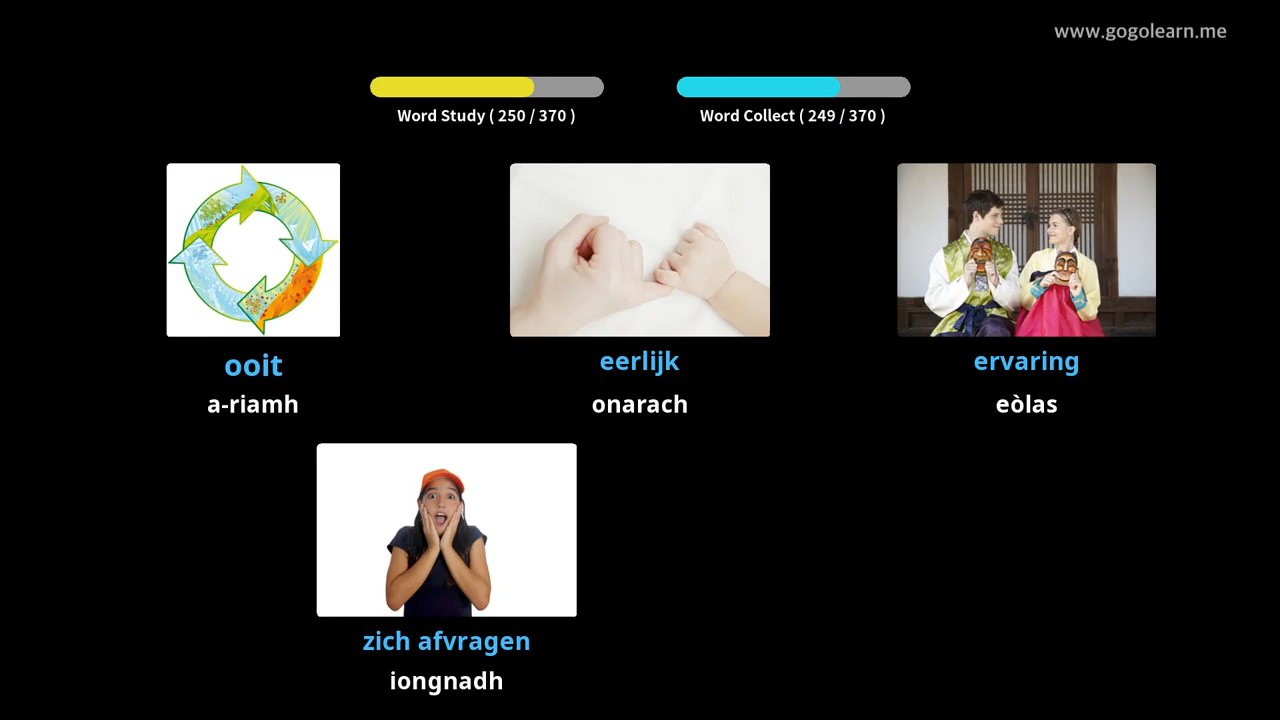 www.gogolearn.me
Word Study ( 250 / 370 )
Word Collect ( 249 / 370 )
ooit
a-riamh
eerlijk
onarach
ervaring
eòlas
zich afvragen
iongnadh